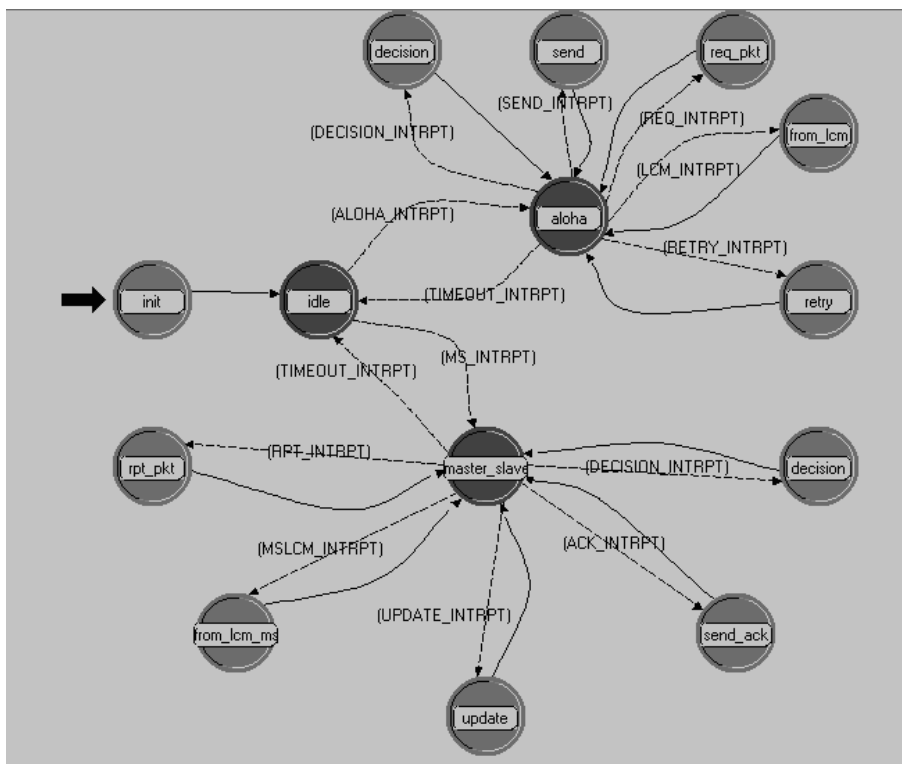 decision
send
req_pkt
(SEND_INTRPT)
(DECISION_INTRPT)
(REQ_INTRPT)
from_lcm
(LCM_INTRPT)
(ALOHA_INTRPT)
aloha
(RETRY_INTRPT)
init
idle
(TIMEOUT_INTRPT)
retry
(MS_INTRPT)
(TIMEOUT_INTRPT)
(RPT_INTRPT)
rpt_pkt
master_slave
(DECISION_INTRPT)
decision
(MSLCM_INTRPT)
(ACK_INTRPT)
(UPDATE_INTRPT)
from_lcm_ms
send_ack
update